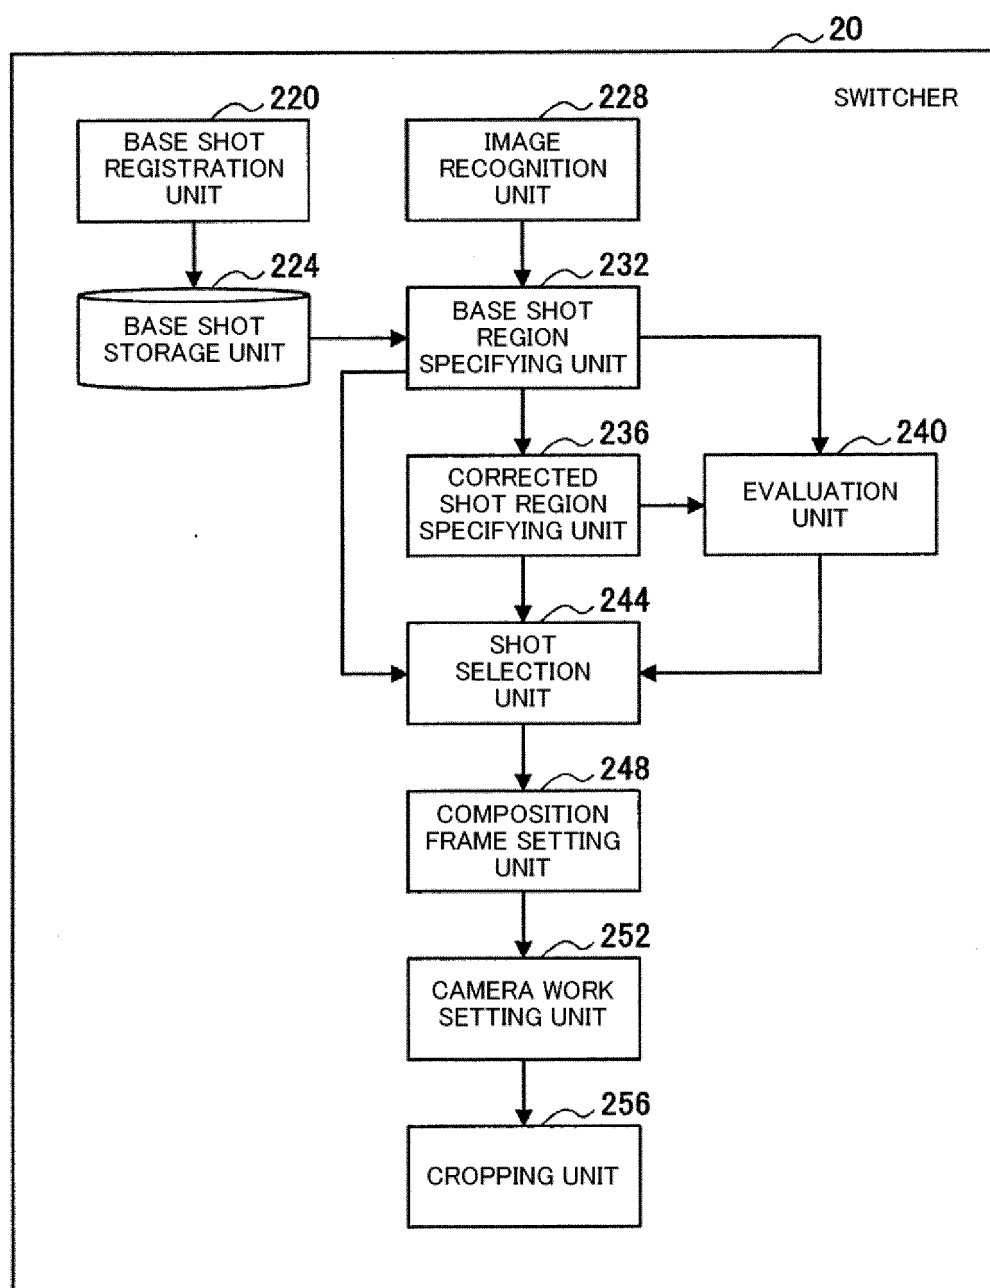 20
SWITCHER
220
BASE SHOT
REGISTRATION
UNIT
228
IMAGE
RECOGNITION
UNIT
224
BASE SHOT
STORAGE UNIT
232
BASE SHOT
REGION
SPECIFYING UNIT
236
CORRECTED
SHOT REGION
SPECIFYING UNIT
240
EVALUATION
UNIT
244
SHOT
SELECTION
UNIT
248
COMPOSITION
FRAME SETTING
UNIT
252
CAMERA WORK
SETTING UNIT
256
CROPPING UNIT